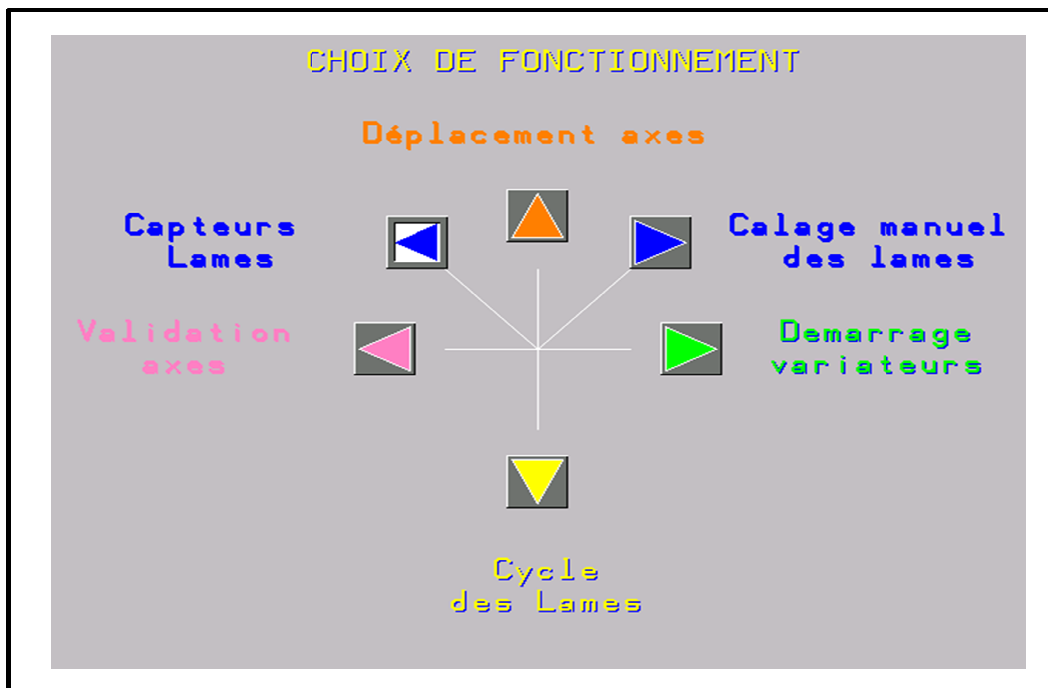 CHOIX DE FONCTIONNEMENT
Déplacement axes
Capteurs
Lames
Calage manuel
des lames
Validation
axes
Demarrage
variateurs
Cycle
des Lames